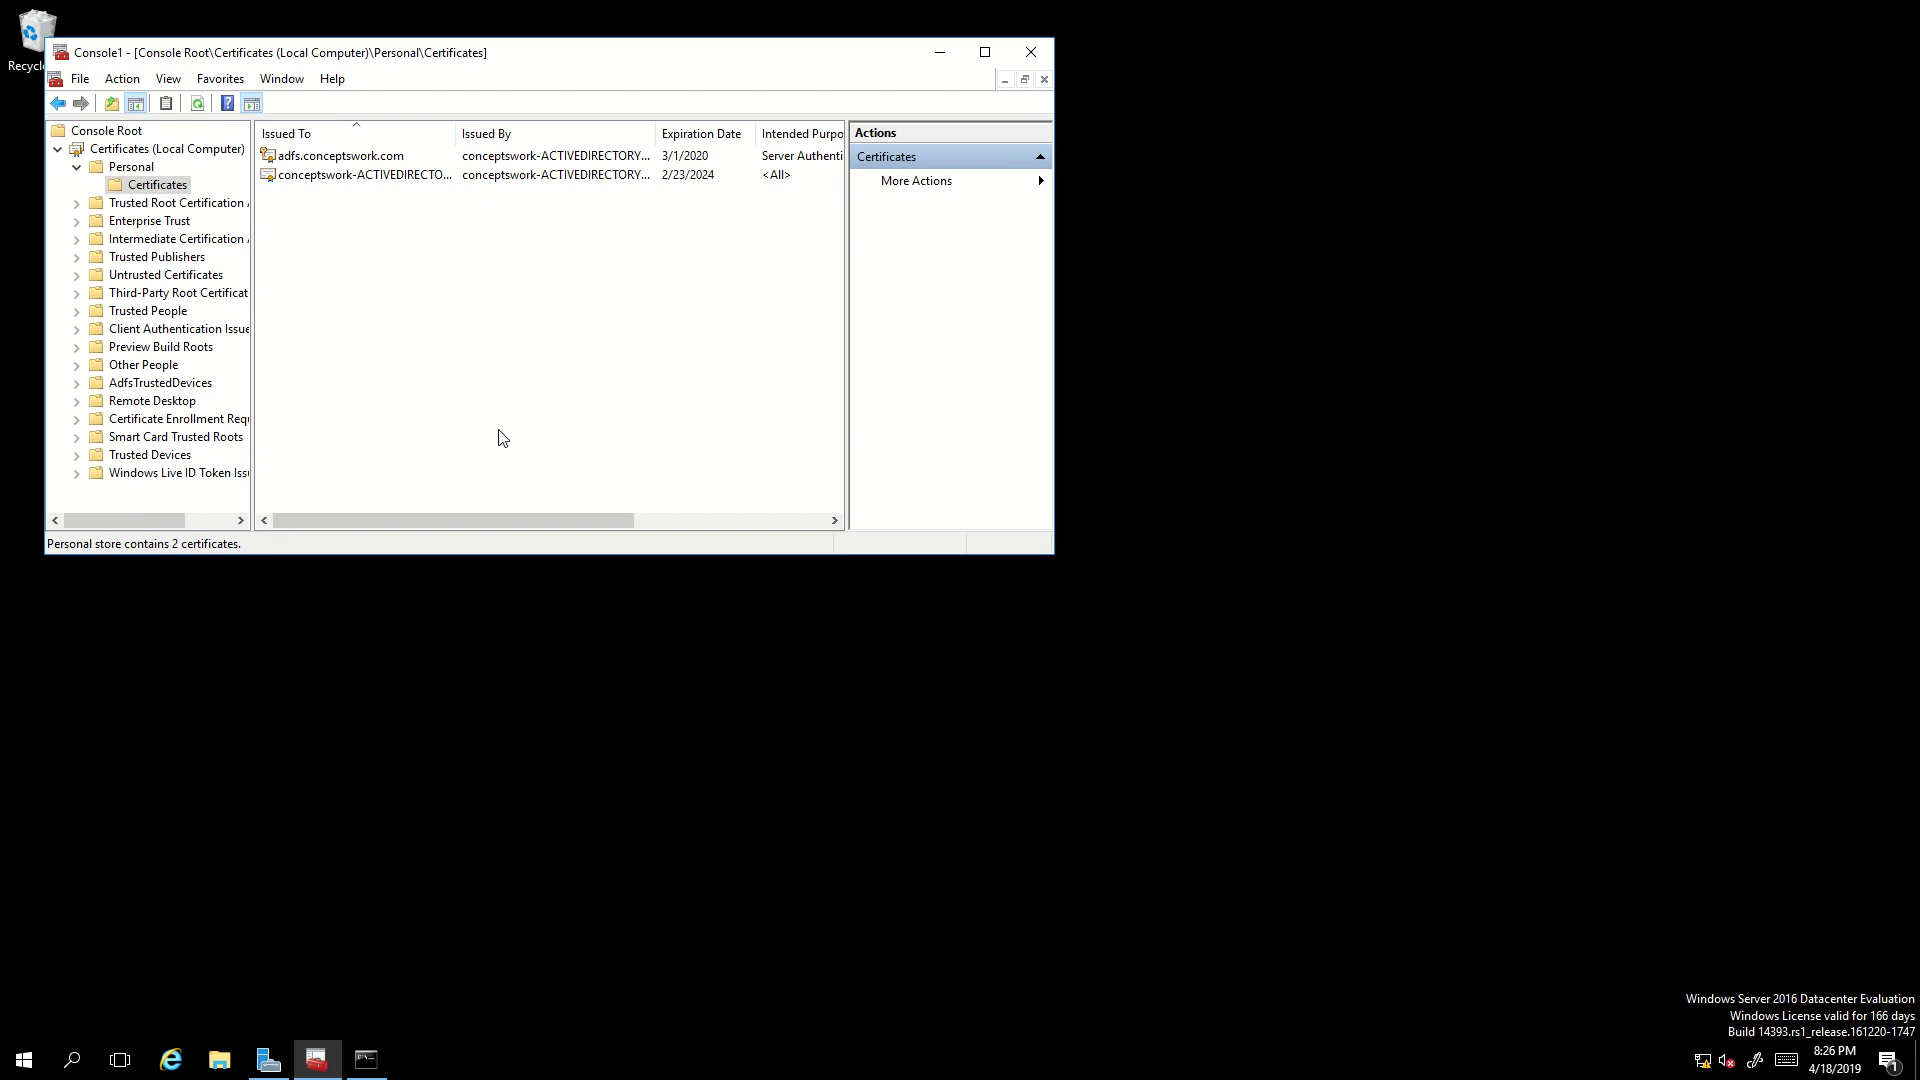 Recycl
Console1 - [Console Root\Certificates (Local Computer)\Personal\Certificates]
File Action View Favorites Window Help
Console Root
Certificates (Local Computer)
Personal
Certificates
Trusted Root Certification
Enterprise Trust
Intermediate Certification
Trusted Publishers
Untrusted Certificates
Third-Party Root Certificat
Trusted People
Client Authentication Issue
Preview Build Roots
Other People
AdfsTrustedDevices
Remote Desktop
Certificate Enrollment Requ
Smart Card Trusted Roots
Trusted Devices
Windows Live ID Token Issu
Issued To Issued By Expiration Date Intended Purpo
adfs.conceptswork.com conceptswork-ACTIVEDIRECTORY... 3/1/2020 Server Authenti
conceptswork-ACTIVEDIRECTO... conceptswork-ACTIVEDIRECTORY... 2/23/2024 <All>
Actions
Certificates
More Actions
Personal store contains 2 certificates.
Windows Server 2016 Datacenter Evaluation
Windows License valid for 166 days
Build 14393.rs1_release.161220-1747
8:26 PM
4/18/2019
1